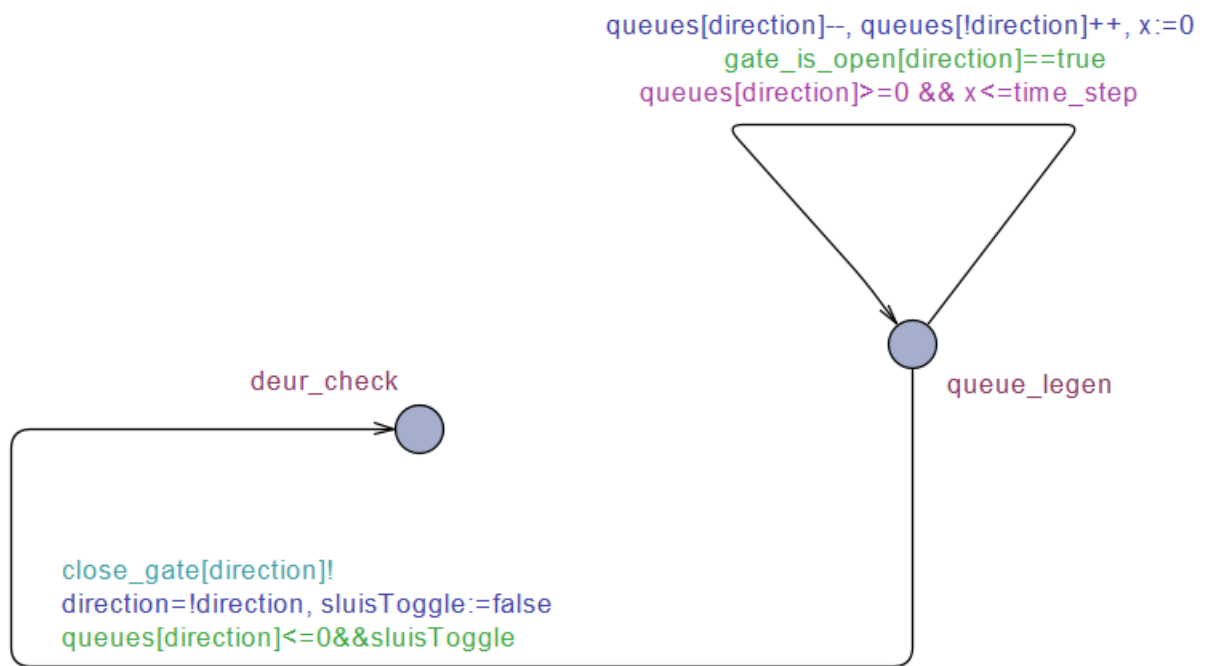 queues[direction]--, queues[!direction]++, x:=0
gate_is_open[direction]==true
queues[direction]>=0 && x<=time_step
deur_check
queue_legen
close_gate[direction]!
direction=!direction, sluisToggle:=false
queues[direction]<=0&&sluisToggle